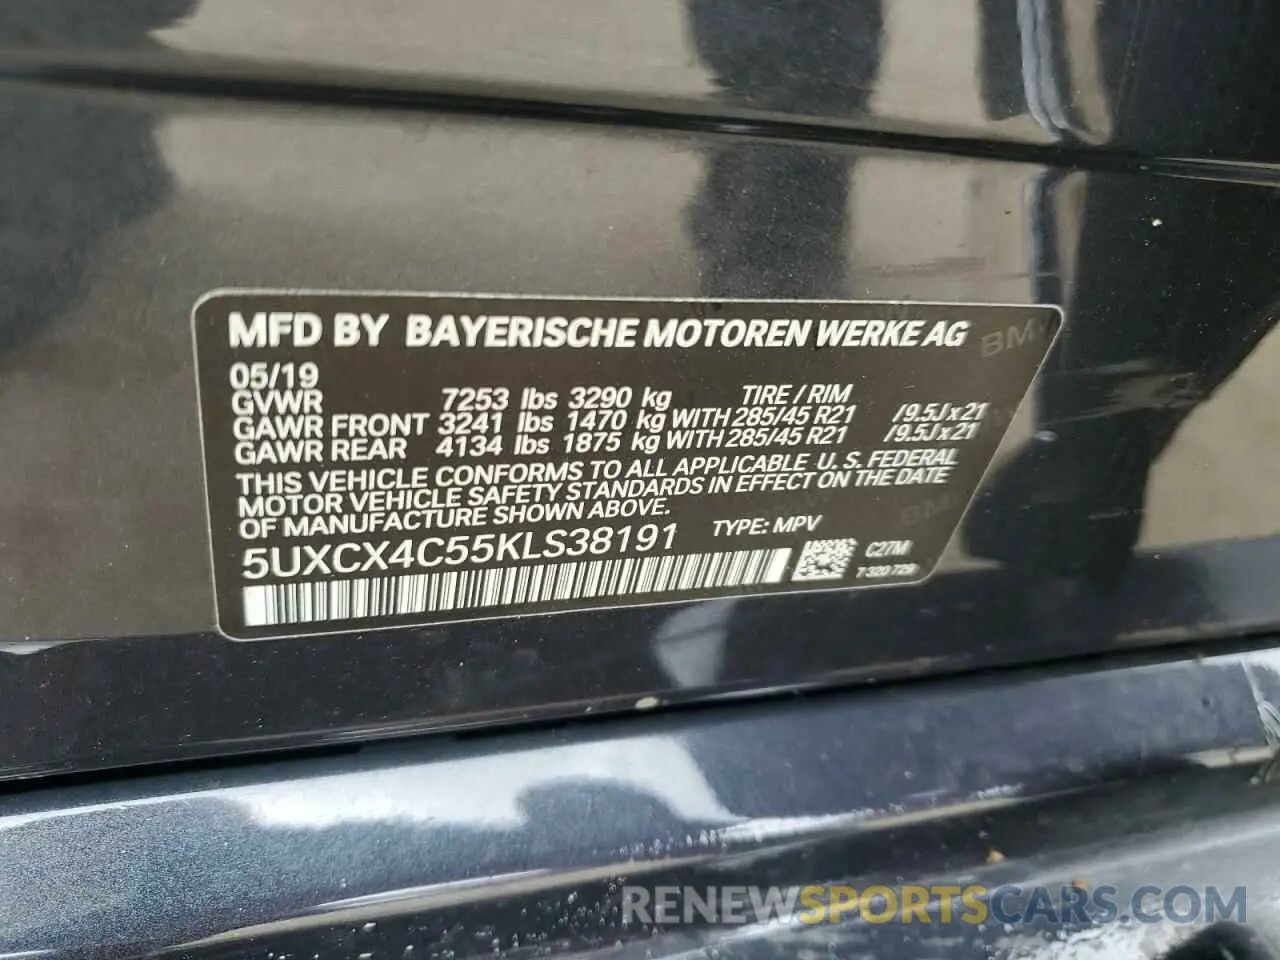 MFD BY BAYERISCHE MOTOREN WERKE AG
05/19
GVWR 7253 lbs 3290 kg TIRE / RIM
GAWR FRONT 3241 lbs 1470 kg WITH 285/45 R21 /9.5J x 21
GAWR REAR 4134 lbs 1875 kg WITH 285/45 R21 /9.5J x 21
THIS VEHICLE CONFORMS TO ALL APPLICABLE U.S. FEDERAL
MOTOR VEHICLE SAFETY STANDARDS IN EFFECT ON THE DATE
OF MANUFACTURE SHOWN ABOVE.
5UXCX4C55KLS38191 TYPE: MPV
C27M
7 320 729
RENEWSPORTSCARS.COM